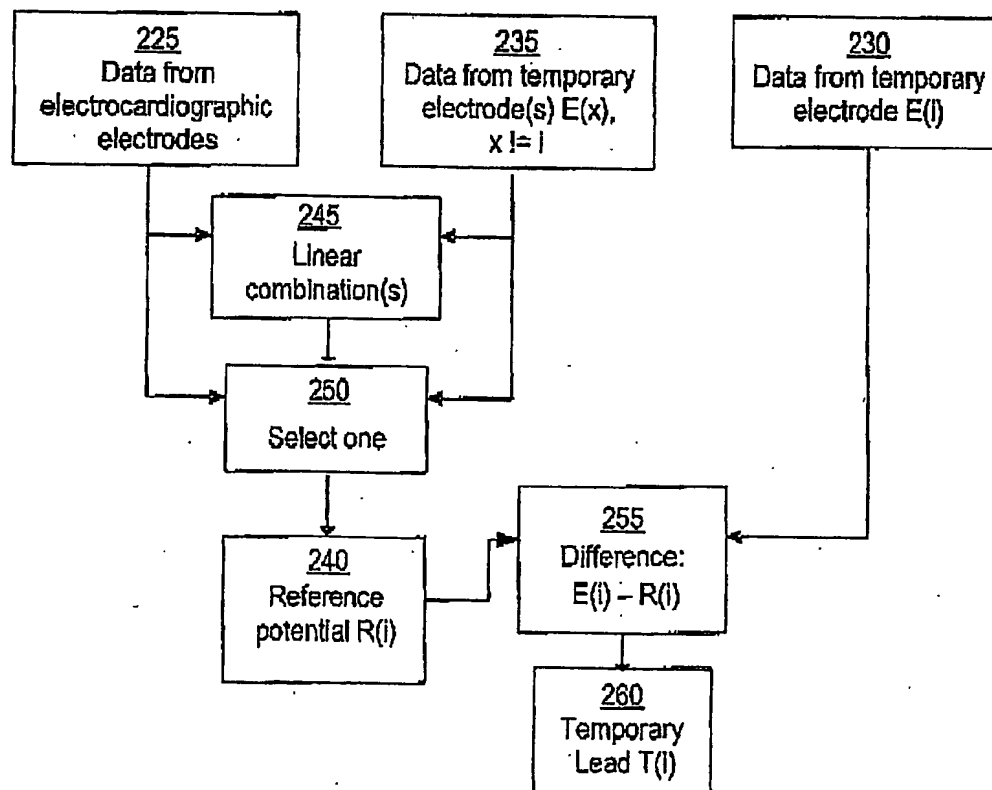 225
Data from
electrocardiographic
electrodes
235
Data from temporary
electrode(s) E(x),
x != i
230
Data from temporary
electrode E(i)
245
Linear
combination(s)
250
Select one
240
Reference
potential R(i)
255
Difference:
E(i) – R(i)
260
Temporary
Lead T(i)